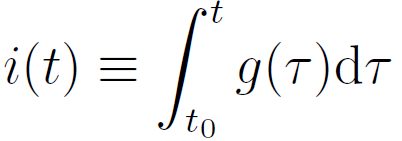 i(t) ≡ ∫_{t_0}^{t} g(τ)dτ